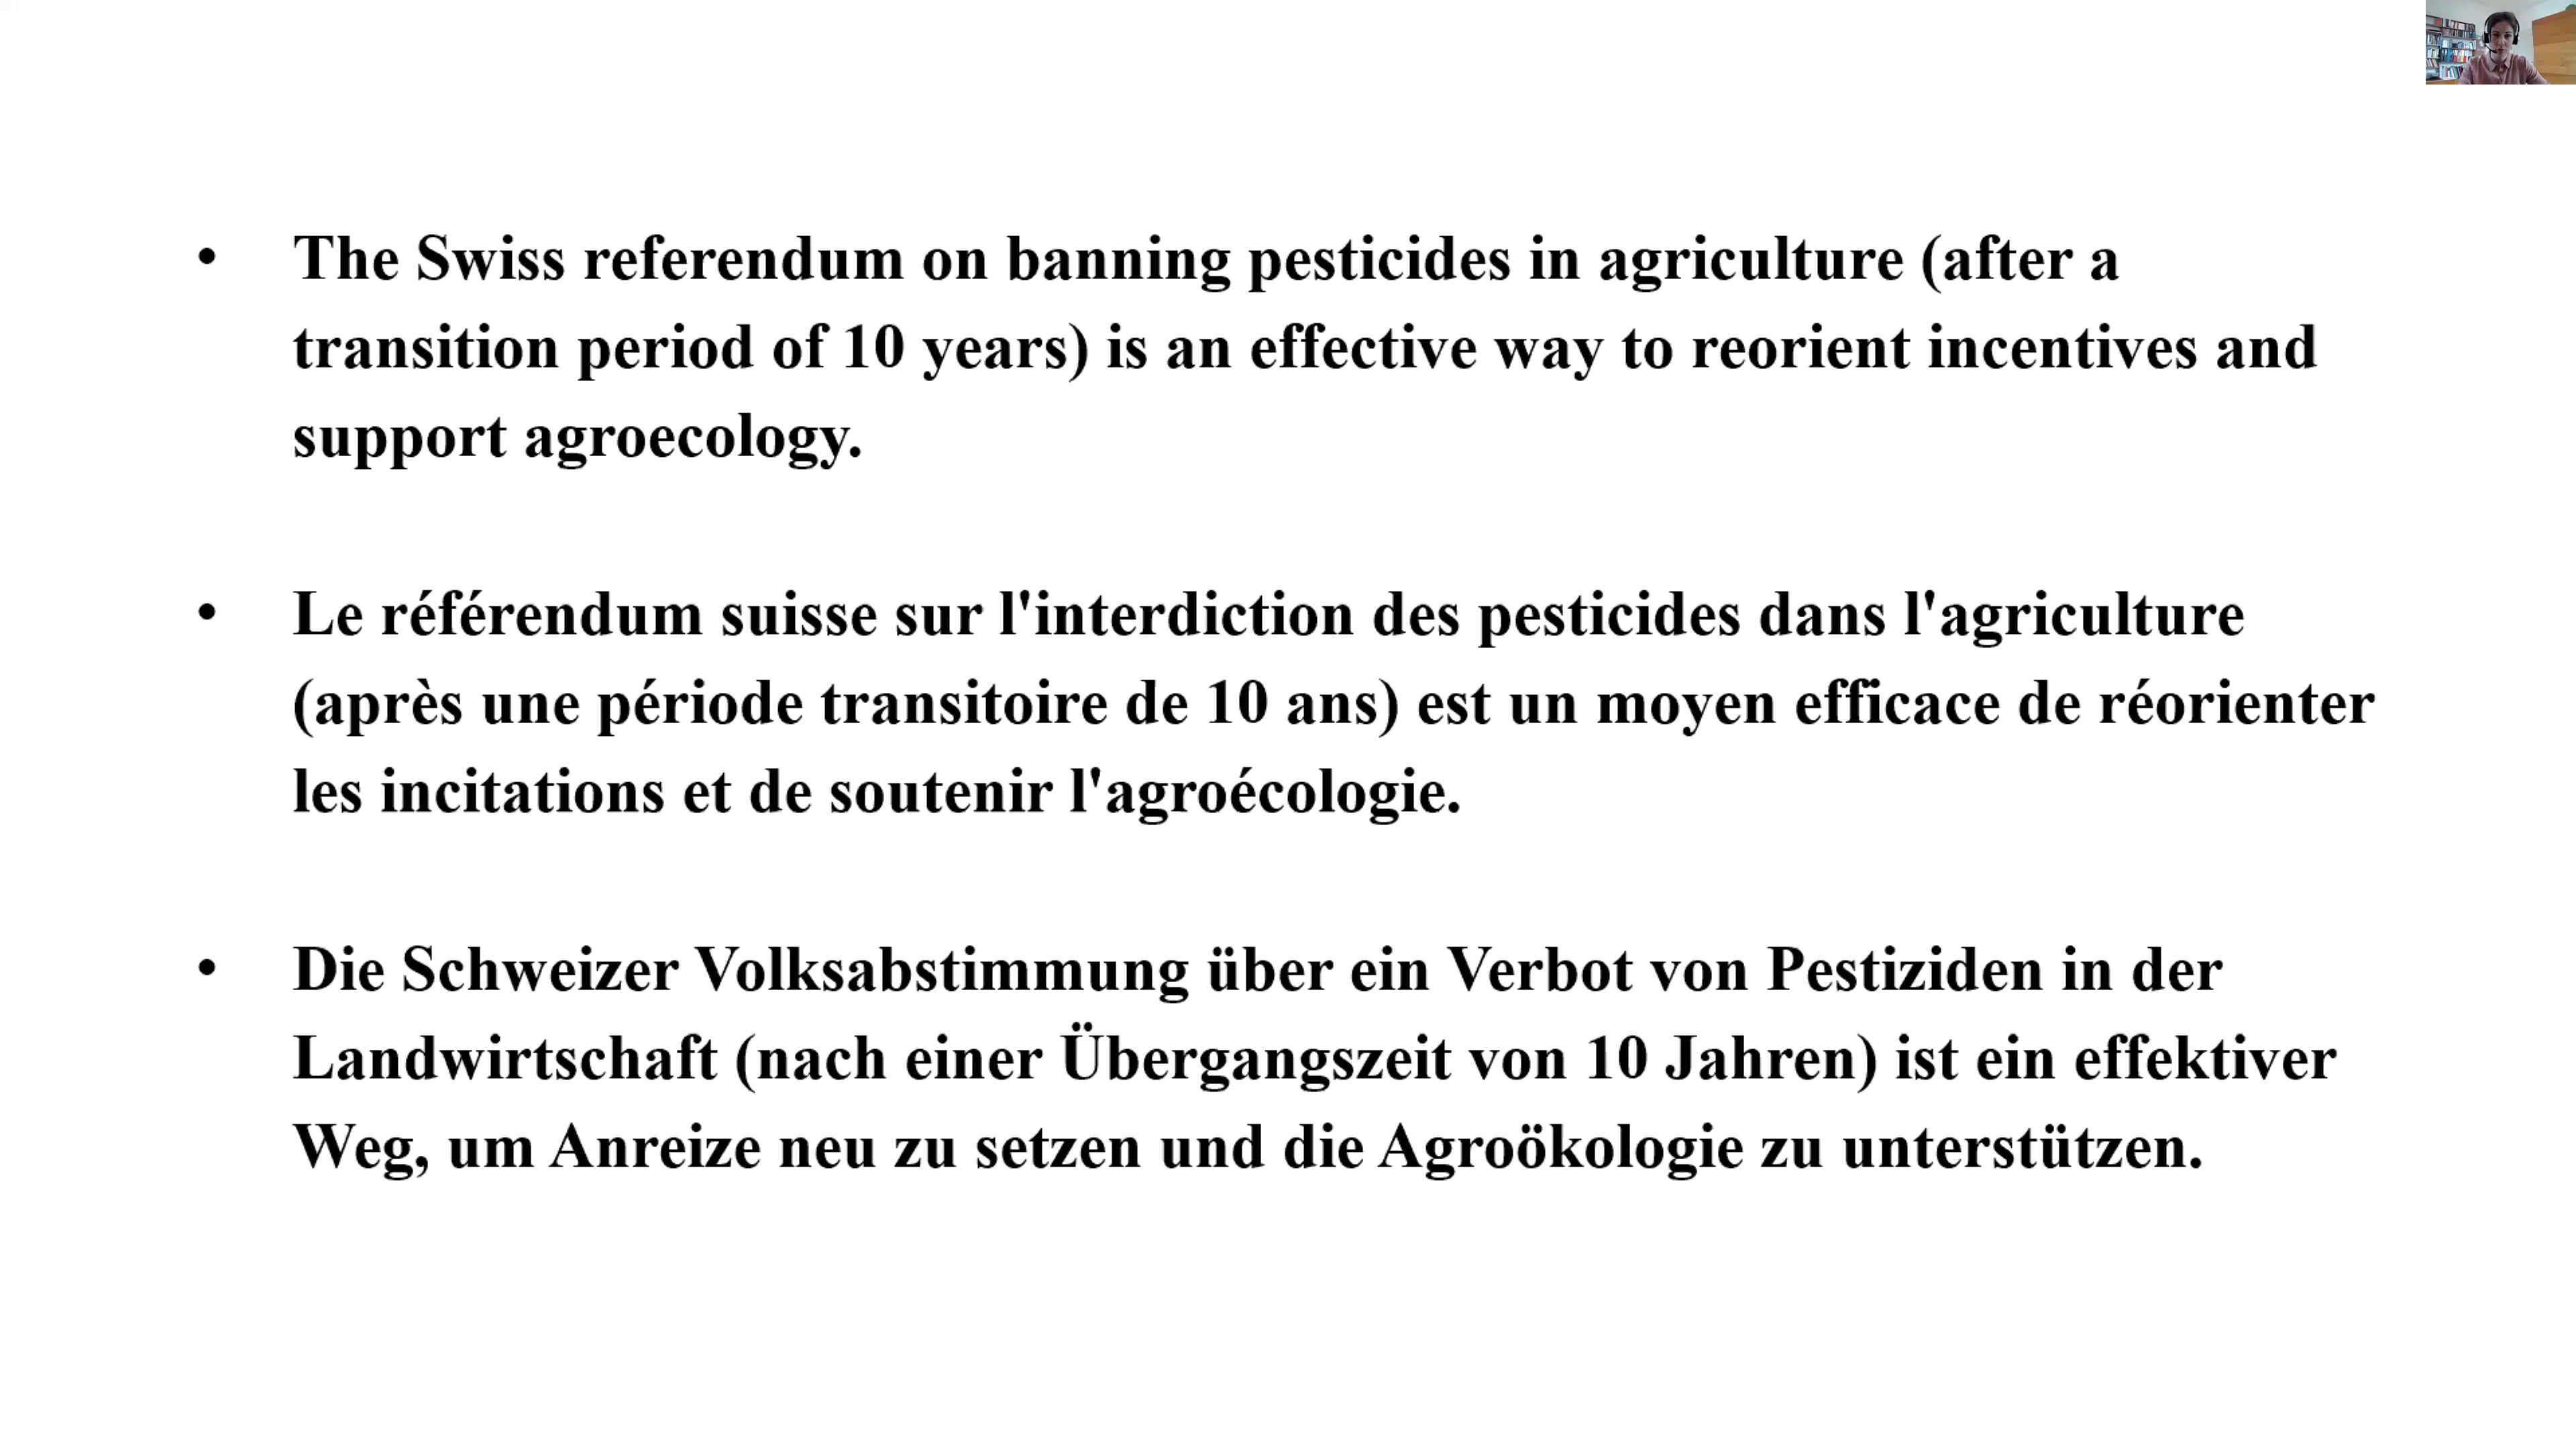 • The Swiss referendum on banning pesticides in agriculture (after a
transition period of 10 years) is an effective way to reorient incentives and
support agroecology.
• Le référendum suisse sur l'interdiction des pesticides dans l'agriculture
(après une période transitoire de 10 ans) est un moyen efficace de réorienter
les incitations et de soutenir l'agroécologie.
• Die Schweizer Volksabstimmung über ein Verbot von Pestiziden in der
Landwirtschaft (nach einer Übergangszeit von 10 Jahren) ist ein effektiver
Weg, um Anreize neu zu setzen und die Agroökologie zu unterstützen.